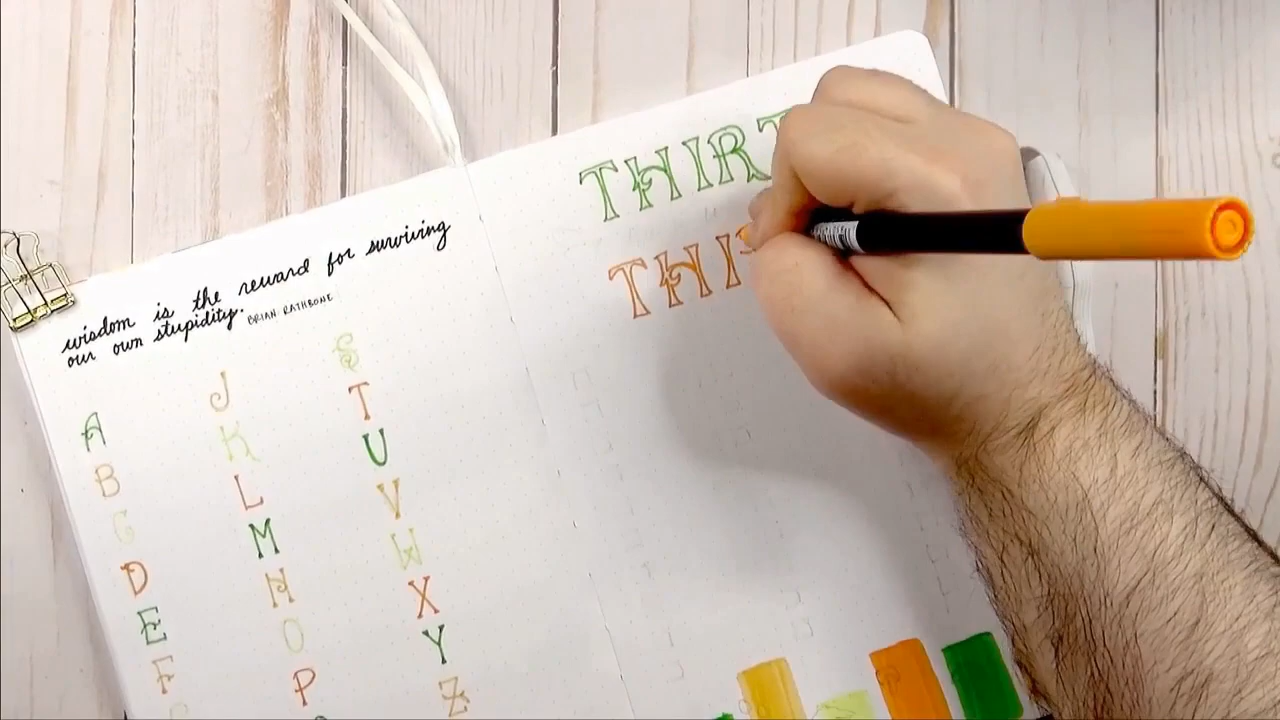 wisdom is the reward for surviving
our own stupidity. BRIAN RATHBONE
A
B
C
D
E
F
J
K
L
M
N
O
P
S
T
U
V
W
X
Y
Z
THIRT
THI